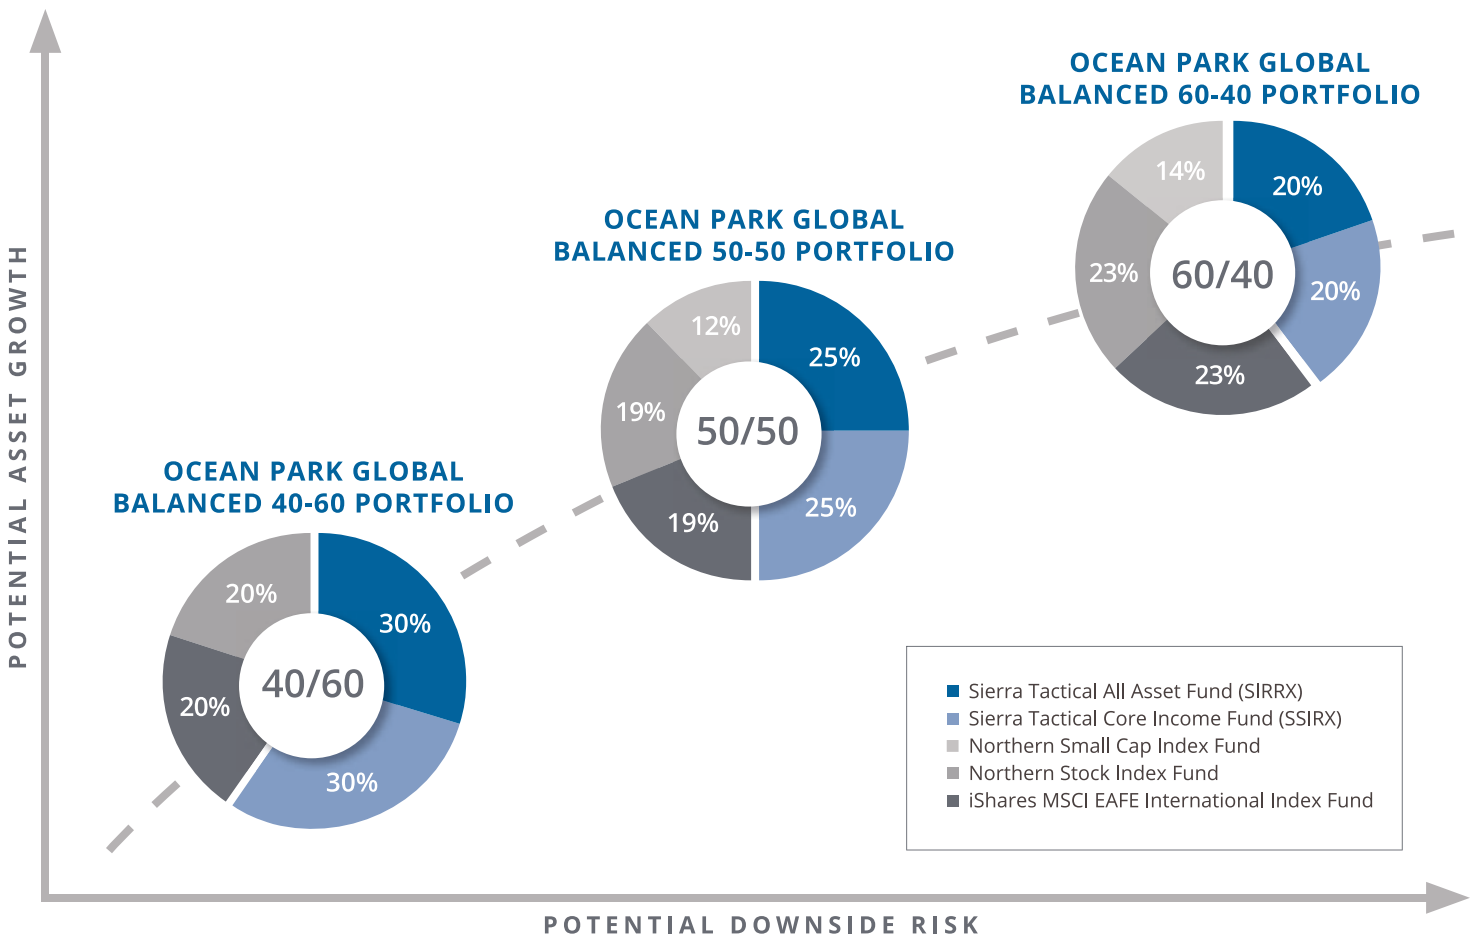 OCEAN PARK GLOBAL
BALANCED 60-40 PORTFOLIO
14%
20%
23%
60/40
20%
23%
OCEAN PARK GLOBAL
BALANCED 50-50 PORTFOLIO
12%
25%
19%
50/50
19%
25%
OCEAN PARK GLOBAL
BALANCED 40-60 PORTFOLIO
20%
30%
40/60
20%
30%
POTENTIAL ASSET GROWTH
Sierra Tactical All Asset Fund (SIRRX)
Sierra Tactical Core Income Fund (SSIRX)
Northern Small Cap Index Fund
Northern Stock Index Fund
iShares MSCI EAFE International Index Fund
POTENTIAL DOWNSIDE RISK